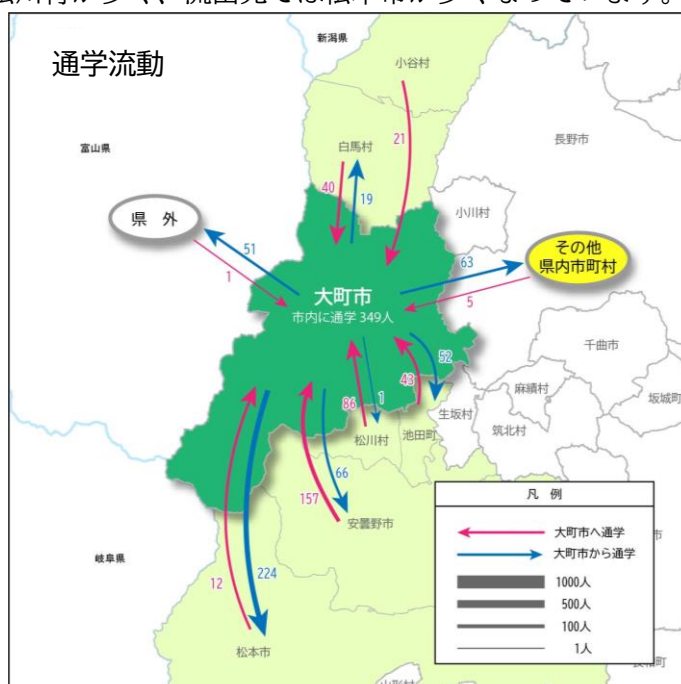 通学流動
新潟県
小谷村
富山県
白馬村
長野市
21
40
19
小川村
県 外
51
1
その他
県内市町村
63
5
大町市
市内に通学 349人
千曲市
52
43
86
1
麻績村
坂城町
生坂村
筑北村
松川村
池田町
66
157
安曇野市
岐阜県
12
224
松本市
凡 例
大町市へ通学
大町市から通学
1000人
500人
100人
1人
市